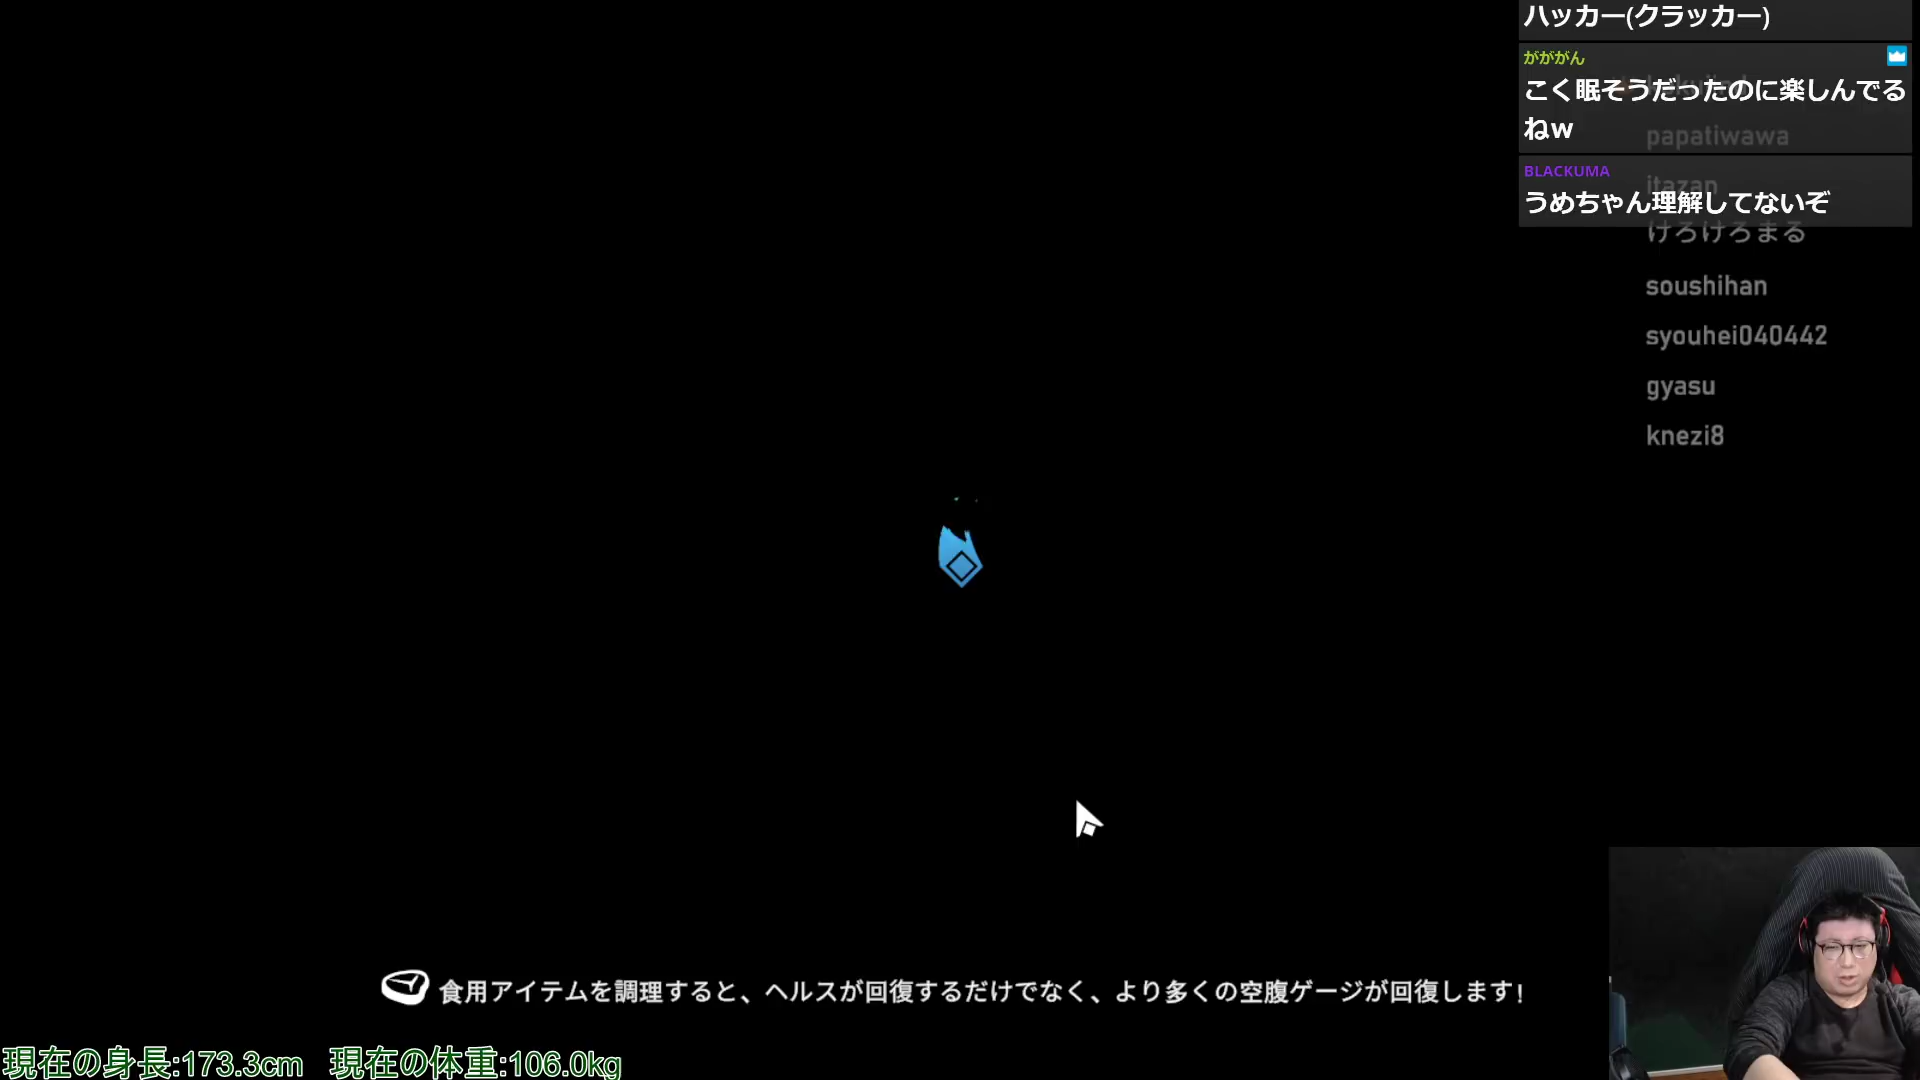 ハッカー(クラッカー)
がががん
こく眠そうだったのに楽しんでる
ねw
papatiwawa
BLACKUMA
itazan
うめちゃん理解してないぞ
けろけろまる
soushihan
syouhei040442
gyasu
knezi8
食用アイテムを調理すると、ヘルスが回復するだけでなく、より多くの空腹ゲージが回復します!
現在の身長:173.3cm 現在の体重:106.0kg